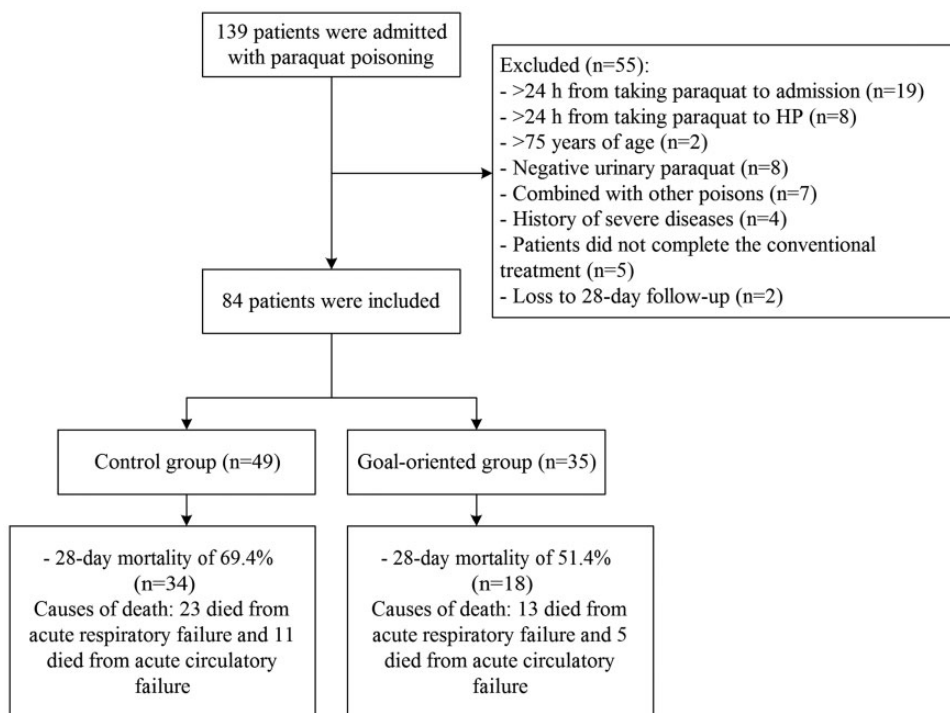 139 patients were admitted
with paraquat poisoning
Excluded (n=55):
- >24 h from taking paraquat to admission (n=19)
- >24 h from taking paraquat to HP (n=8)
- >75 years of age (n=2)
- Negative urinary paraquat (n=8)
- Combined with other poisons (n=7)
- History of severe diseases (n=4)
- Patients did not complete the conventional
treatment (n=5)
- Loss to 28-day follow-up (n=2)
84 patients were included
Control group (n=49)
Goal-oriented group (n=35)
- 28-day mortality of 69.4%
(n=34)
Causes of death: 23 died from
acute respiratory failure and 11
died from acute circulatory
failure
- 28-day mortality of 51.4%
(n=18)
Causes of death: 13 died from
acute respiratory failure and 5
died from acute circulatory
failure